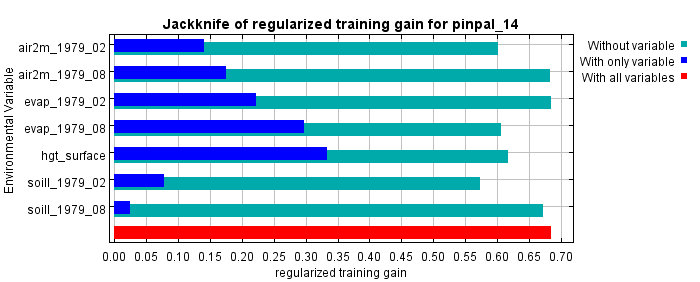 Jackknife of regularized training gain for pinpal_14
Environmental Variable
air2m_1979_02
air2m_1979_08
evap_1979_02
evap_1979_08
hgt_surface
soill_1979_02
soill_1979_08
0.00 0.05 0.10 0.15 0.20 0.25 0.30 0.35 0.40 0.45 0.50 0.55 0.60 0.65 0.70
regularized training gain
Without variable
With only variable
With all variables